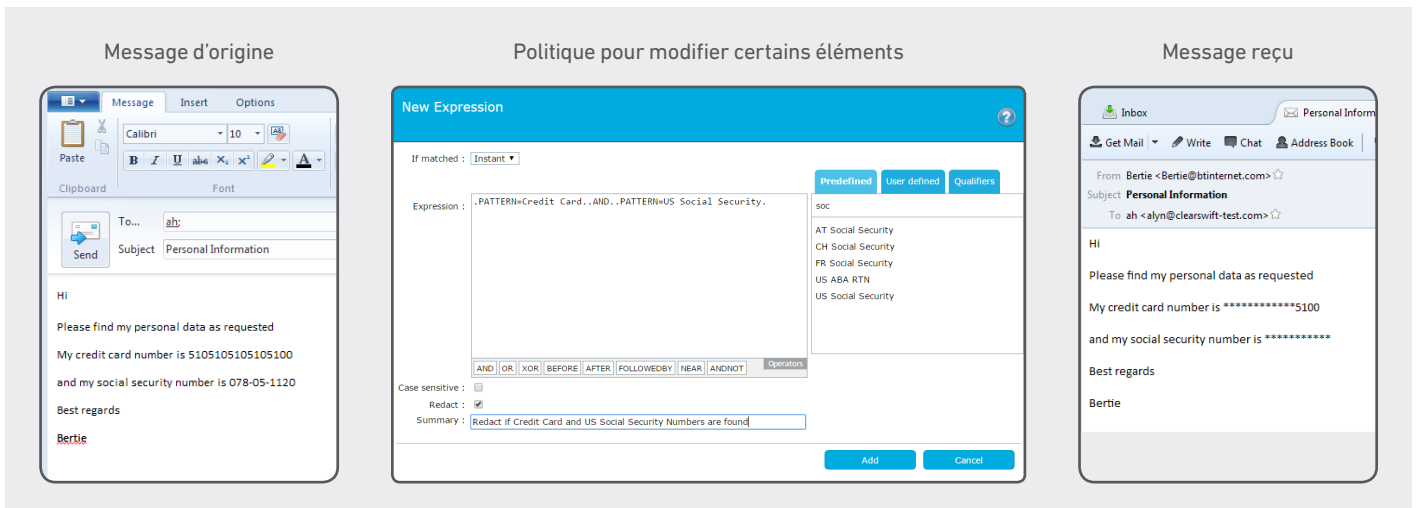 Message d'origine
Politique pour modifier certains éléments
Message reçu
Message Insert Options
Paste
Calibri 10
B I U abc X₂ x² A
Clipboard Font
Send
To... ah;
Subject Personal Information
Hi
Please find my personal data as requested
My credit card number is 5105105105105100
and my social security number is 078-05-1120
Best regards
Bertie
New Expression
?
If matched : Instant
Predefined User defined Qualifiers
Expression : .PATTERN=Credit Card..AND..PATTERN=US Social Security.
soc
AT Social Security
CH Social Security
FR Social Security
US ABA RTN
US Social Security
AND OR XOR BEFORE AFTER FOLLOWEDBY NEAR ANDNOT Operators
Case sensitive :
Redact :
Summary : Redact if Credit Card and US Social Security Numbers are found
Add Cancel
Inbox Personal Inform
Get Mail Write Chat Address Book
From Bertie <Bertie@btinternet.com>
Subject Personal Information
To ah <alyn@clearswift-test.com>
Hi
Please find my personal data as requested
My credit card number is ************5100
and my social security number is ***********
Best regards
Bertie